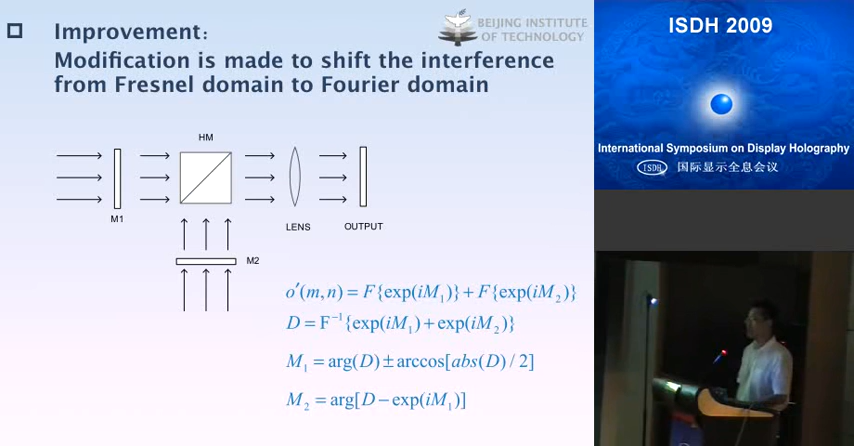 BEIJING INSTITUTE
OF TECHNOLOGY
Improvement:
Modification is made to shift the interference
from Fresnel domain to Fourier domain
HM
M1
LENS
OUTPUT
M2
o′(m,n) = F{exp(iM₁)} + F{exp(iM₂)}
D = F⁻¹{exp(iM₁) + exp(iM₂)}
M₁ = arg(D) ± arccos[abs(D) / 2]
M₂ = arg[D − exp(iM₁)]
ISDH 2009
International Symposium on Display Holography
ISDH 国际显示全息会议